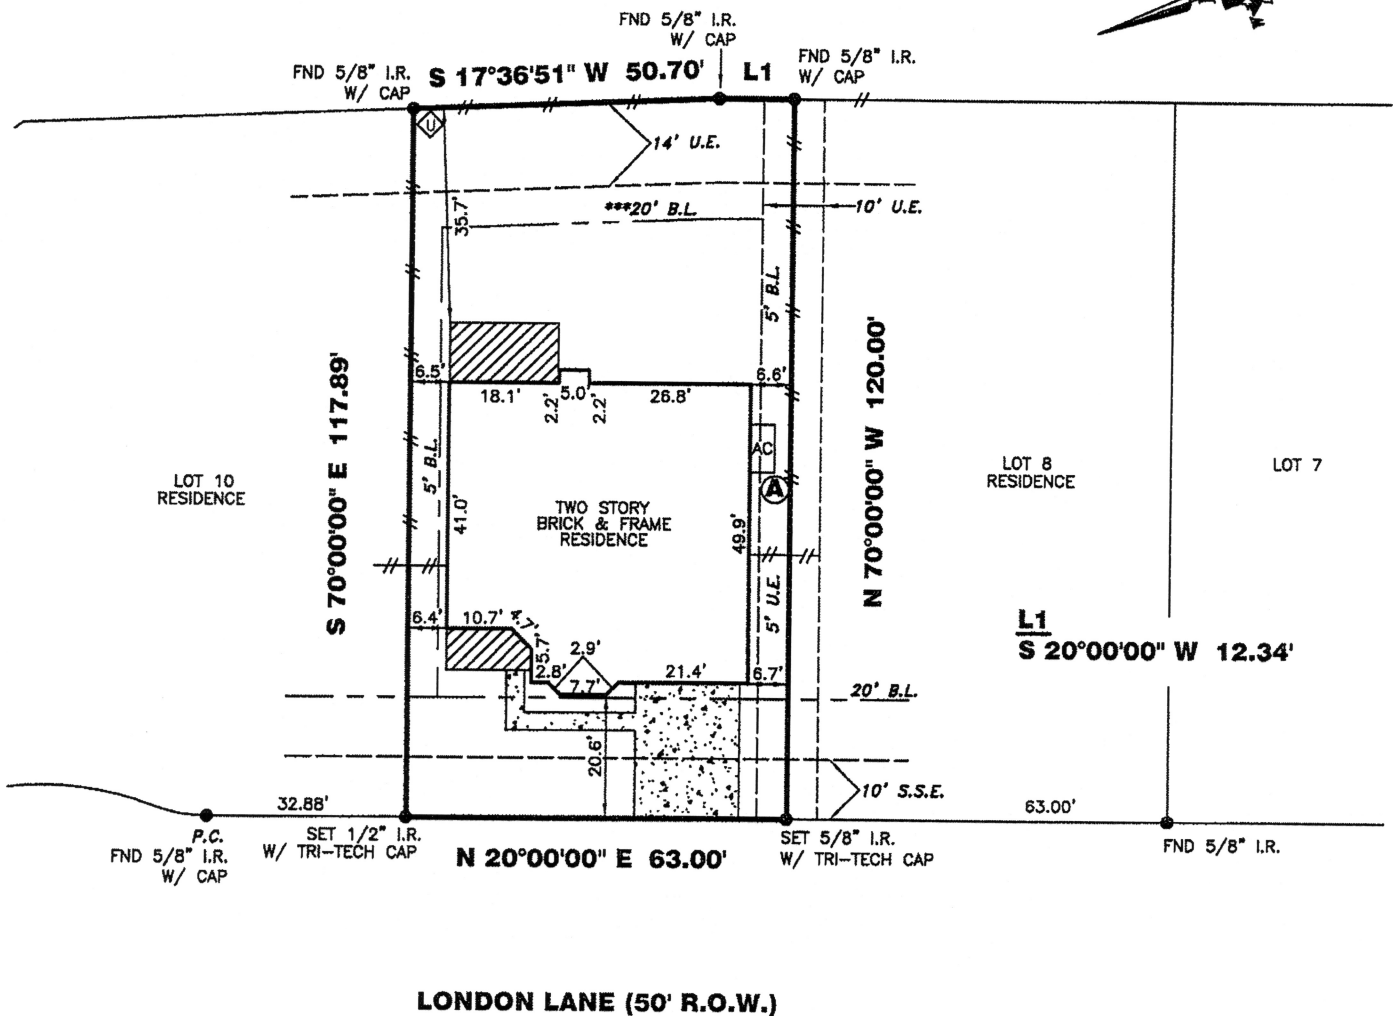 FND 5/8" I.R.
W/ CAP
FND 5/8" I.R.
W/ CAP
S 17°36'51" W 50.70'
L1
FND 5/8" I.R.
W/ CAP
U
14' U.E.
35.7'
***20' B.L.
10' U.E.
5' B.L.
S 70°00'00" E 117.89'
N 70°00'00" W 120.00'
6.5'
18.1'
2.2'
5.0'
2.2'
26.8'
6.6'
AC
A
5' B.L.
41.0'
LOT 10
RESIDENCE
TWO STORY
BRICK & FRAME
RESIDENCE
49.9'
LOT 8
RESIDENCE
LOT 7
5' U.E.
L1
S 20°00'00" W 12.34'
6.4'
10.7'
4.7'
5.7'
2.8'
2.9'
7.7'
21.4'
6.7'
20' B.L.
20.6'
10' S.S.E.
32.88'
63.00'
P.C.
FND 5/8" I.R.
W/ CAP
SET 1/2" I.R.
W/ TRI-TECH CAP
N 20°00'00" E 63.00'
SET 5/8" I.R.
W/ TRI-TECH CAP
FND 5/8" I.R.
LONDON LANE (50' R.O.W.)